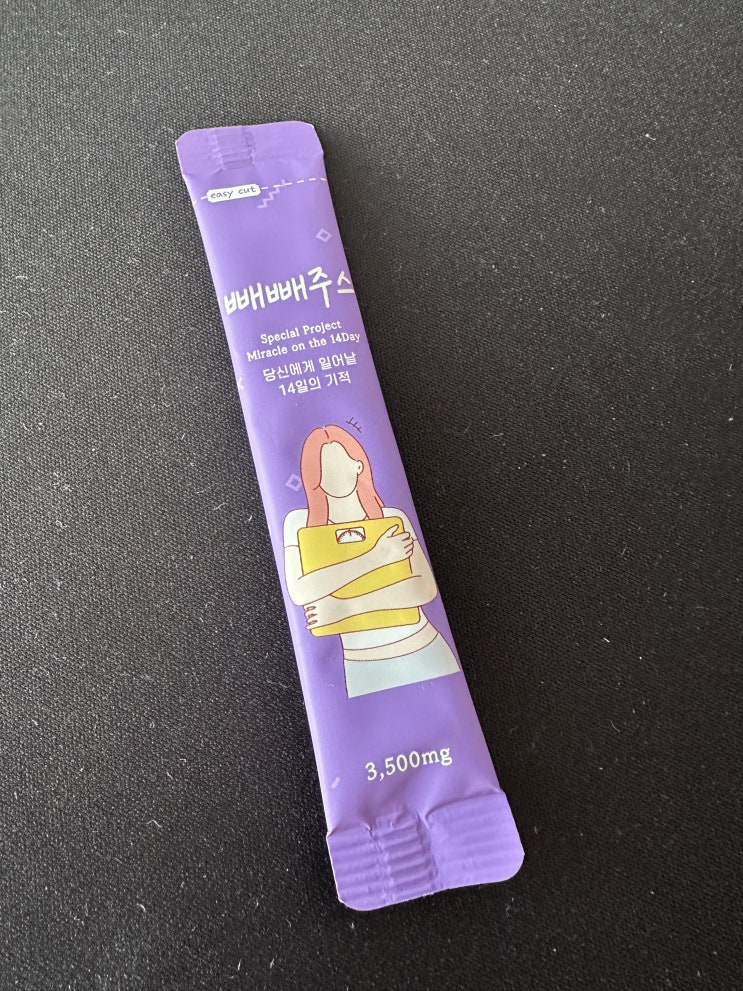 easy cut
빼빼주스
Special Project
Miracle on the 14Day
당신에게 일어날
14일의 기적
3,500mg